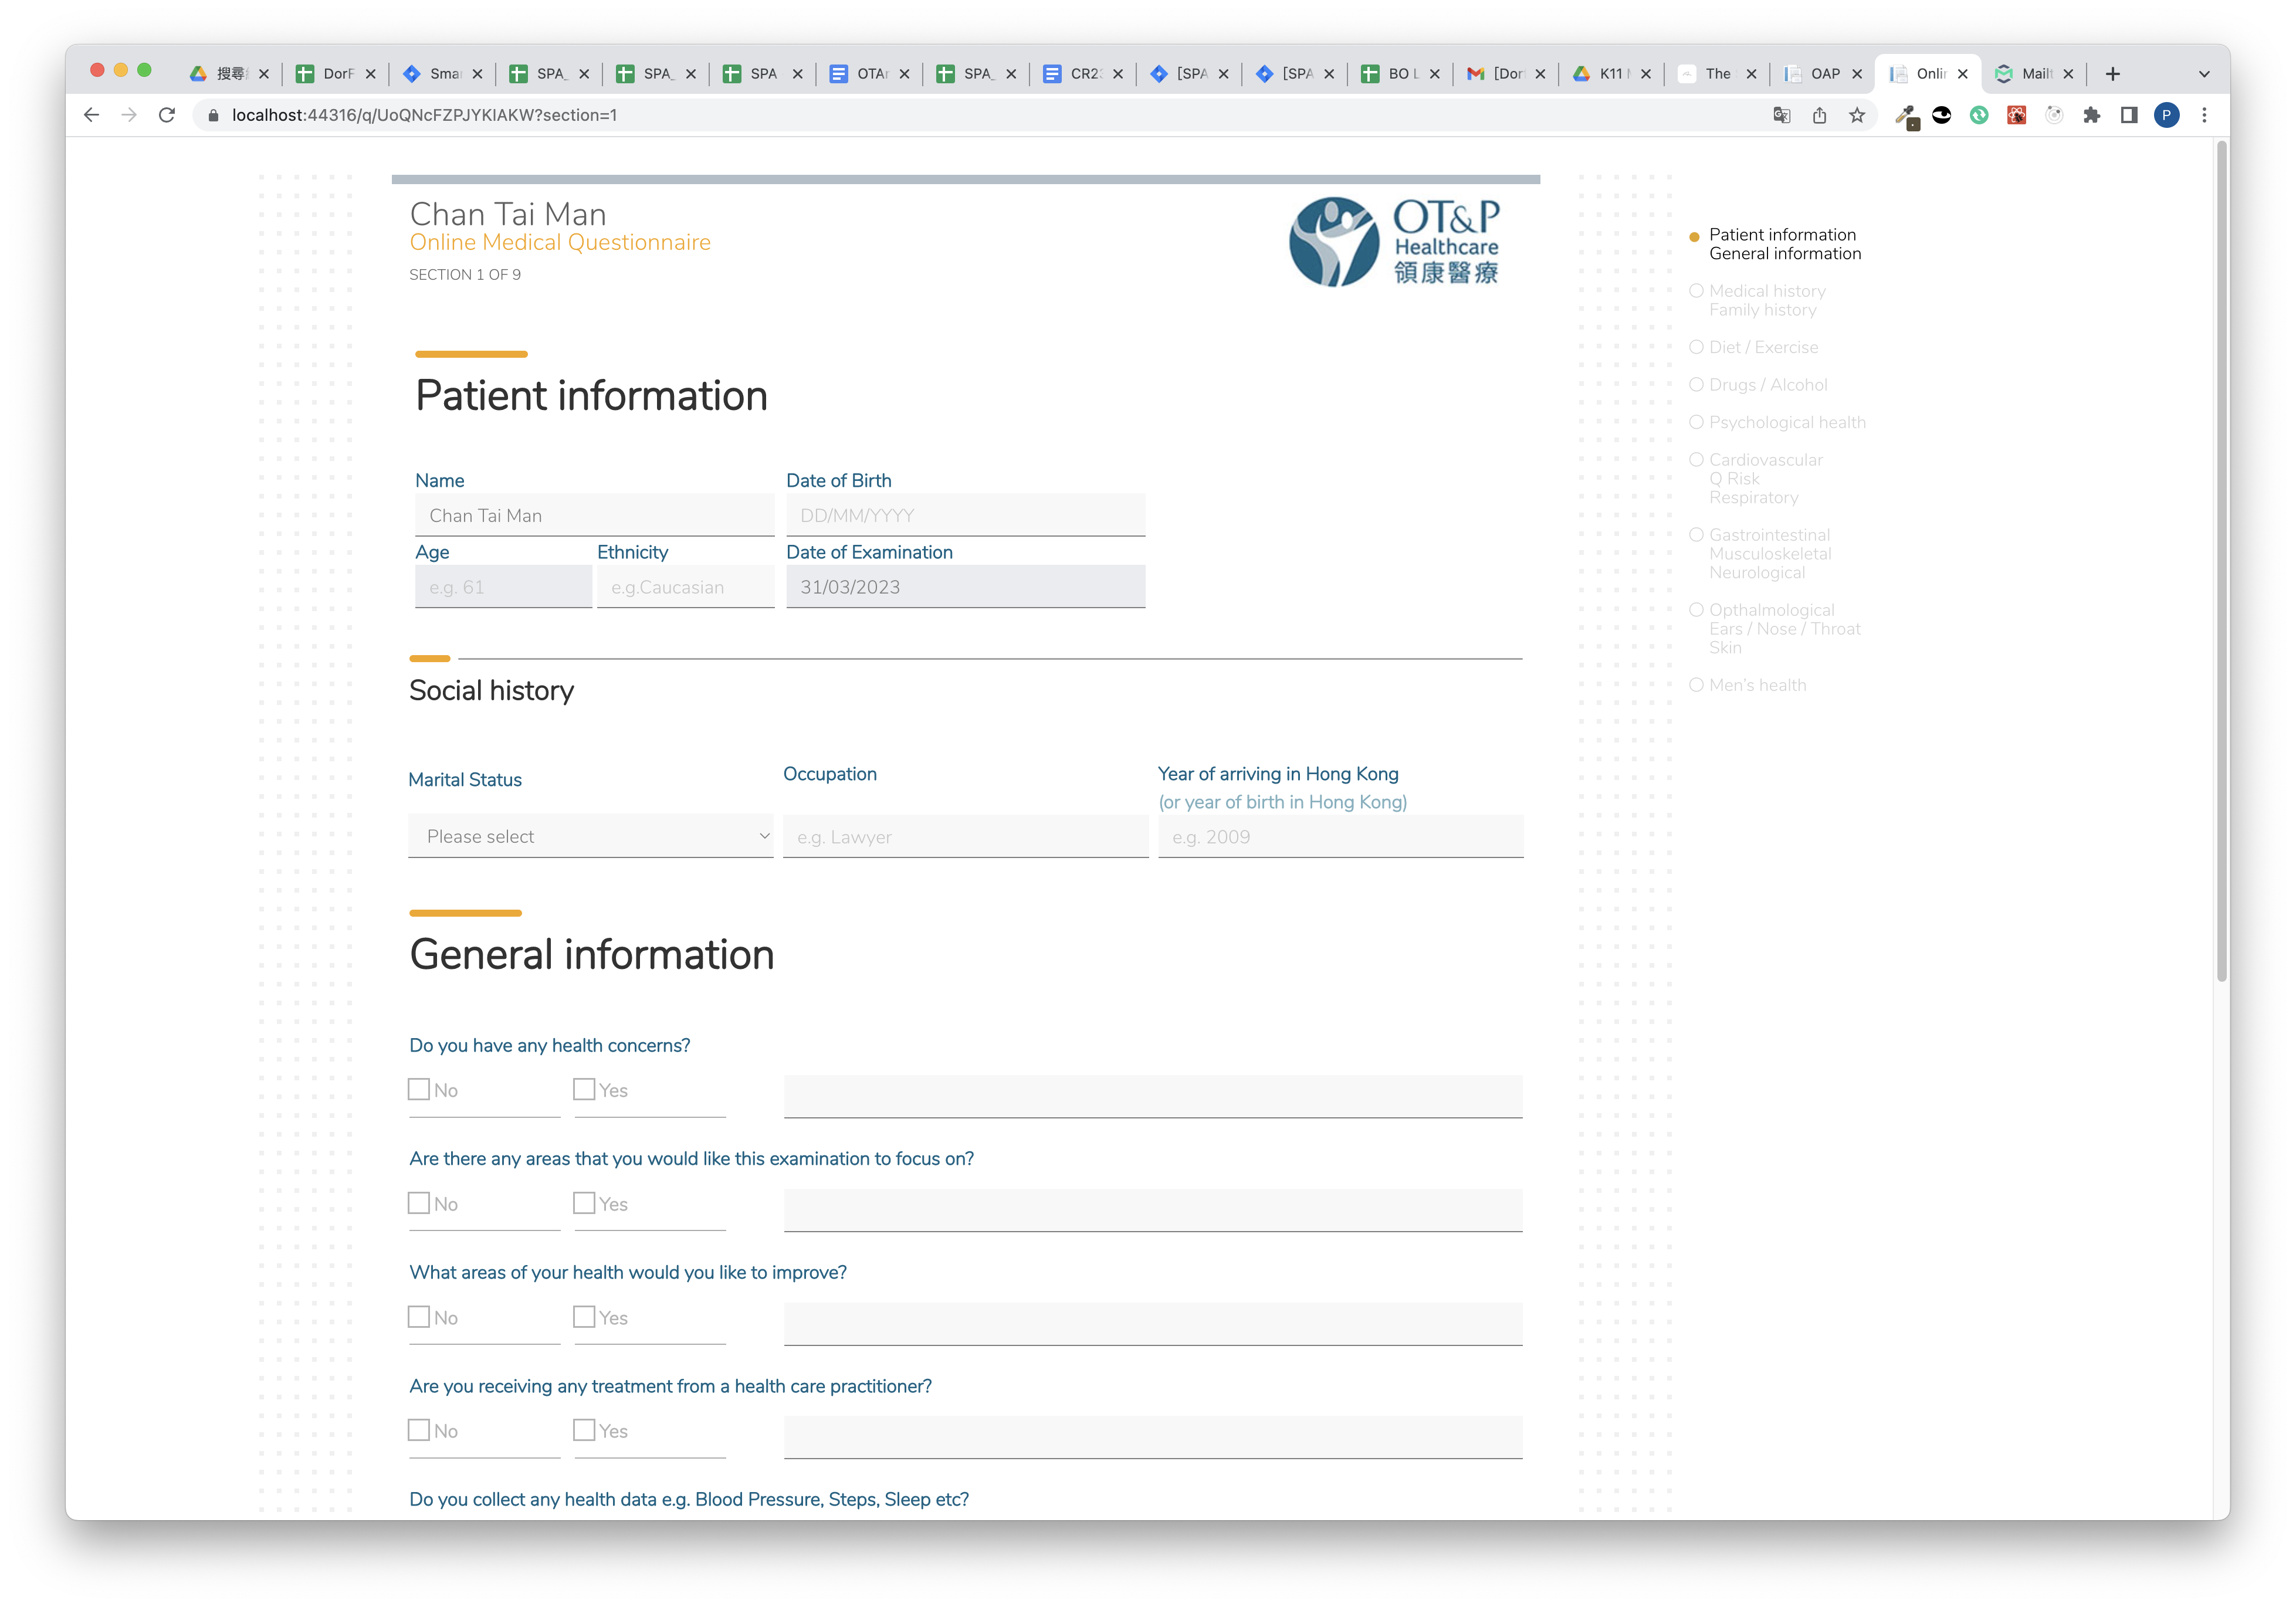 搜尋
DorF
Smar
SPA_
SPA_
SPA
OTAr
SPA_
CR23
[SPA
[SPA
BO L
[Dor
K11
The
OAP
Onlin
Mailt
localhost:44316/q/UoQNcFZPJYKIAKW?section=1
P
Chan Tai Man
Online Medical Questionnaire
SECTION 1 OF 9
OT&P
Healthcare
領康醫療
Patient information
Name
Date of Birth
Chan Tai Man
DD/MM/YYYY
Age
Ethnicity
Date of Examination
e.g. 61
e.g.Caucasian
31/03/2023
Social history
Marital Status
Occupation
Year of arriving in Hong Kong
(or year of birth in Hong Kong)
Please select
e.g. Lawyer
e.g. 2009
General information
Do you have any health concerns?
No
Yes
Are there any areas that you would like this examination to focus on?
No
Yes
What areas of your health would you like to improve?
No
Yes
Are you receiving any treatment from a health care practitioner?
No
Yes
Do you collect any health data e.g. Blood Pressure, Steps, Sleep etc?
Patient information
General information
Medical history
Family history
Diet / Exercise
Drugs / Alcohol
Psychological health
Cardiovascular
Q Risk
Respiratory
Gastrointestinal
Musculoskeletal
Neurological
Opthalmological
Ears / Nose / Throat
Skin
Men's health